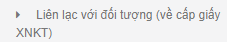 Liên lạc với đối tượng (về cấp giấy
XNKT)